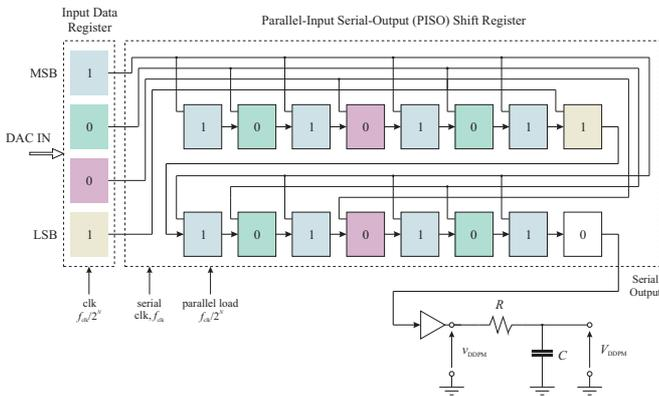 Input Data
Register
Parallel-Input Serial-Output (PISO) Shift Register
MSB
1
0
DAC IN
0
LSB
1
1 0 1 0 1 0 1 1
1 0 1 0 1 0 1 0
clk
f_clk/2^N
serial
clk, f_clk
parallel load
f_clk/2^N
Serial
Output
R
v_DDPM
C
V_DDPM